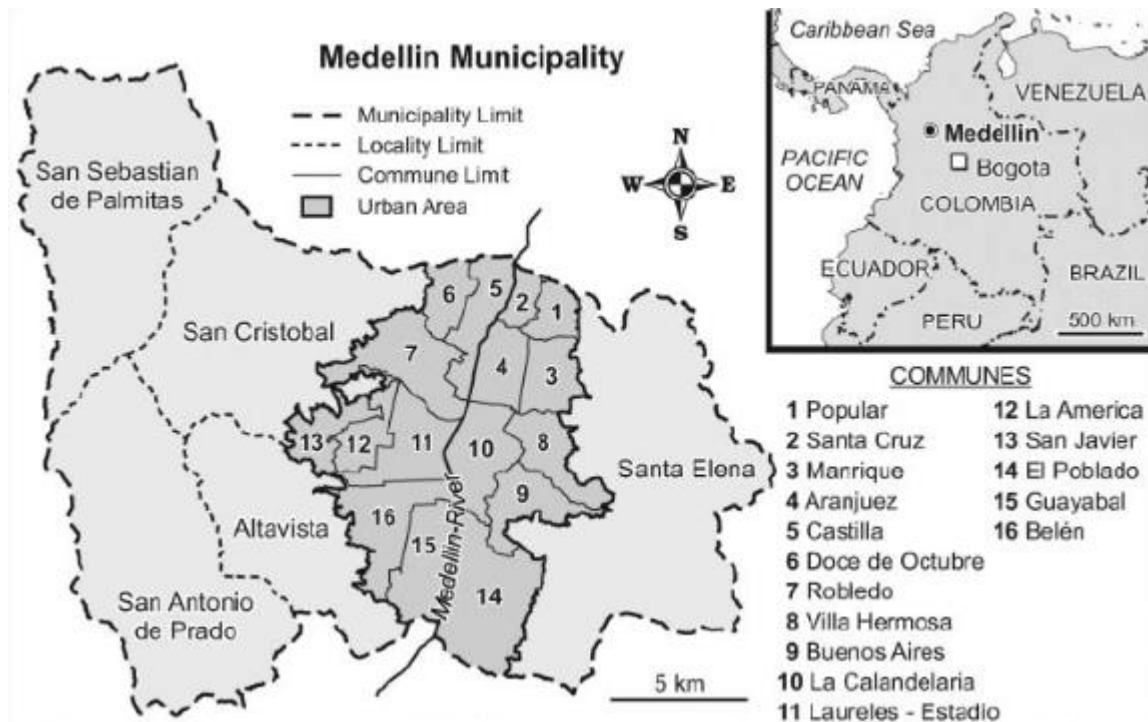 Medellin Municipality
Municipality Limit
Locality Limit
Commune Limit
Urban Area
N
W E
S
San Sebastian
de Palmitas
San Cristobal
Altavista
San Antonio
de Prado
Santa Elena
Medellin-River
6
5
2
1
7
4
3
13
12
11
10
8
9
16
15
14
5 km
Caribbean Sea
PANAMA
VENEZUELA
Medellin
PACIFIC
OCEAN
Bogota
COLOMBIA
ECUADOR
BRAZIL
PERU
500 km
COMMUNES
1 Popular
2 Santa Cruz
3 Manrique
4 Aranjuez
5 Castilla
6 Doce de Octubre
7 Robledo
8 Villa Hermosa
9 Buenos Aires
10 La Calandelaria
11 Laureles - Estadio
12 La America
13 San Javier
14 El Poblado
15 Guayabal
16 Belén